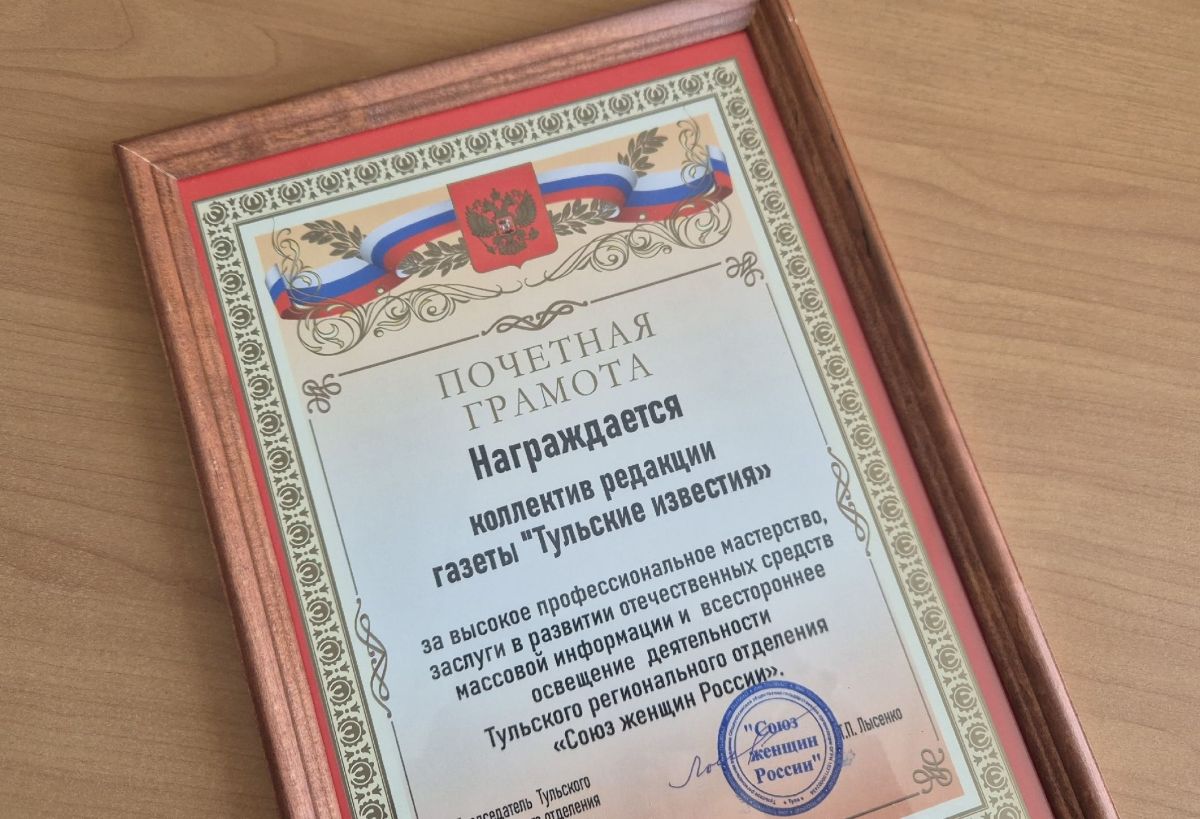 ПОЧЕТНАЯ
ГРАМОТА
Награждается
коллектив редакции
газеты "Тульские известия»
за высокое профессиональное мастерство,
заслуги в развитии отечественных средств
массовой информации и всестороннее
освещение деятельности
Тульского регионального отделения
«Союз женщин России».
Тульского
отделения
"Союз
женщин
России"
Т.П. Лысенко